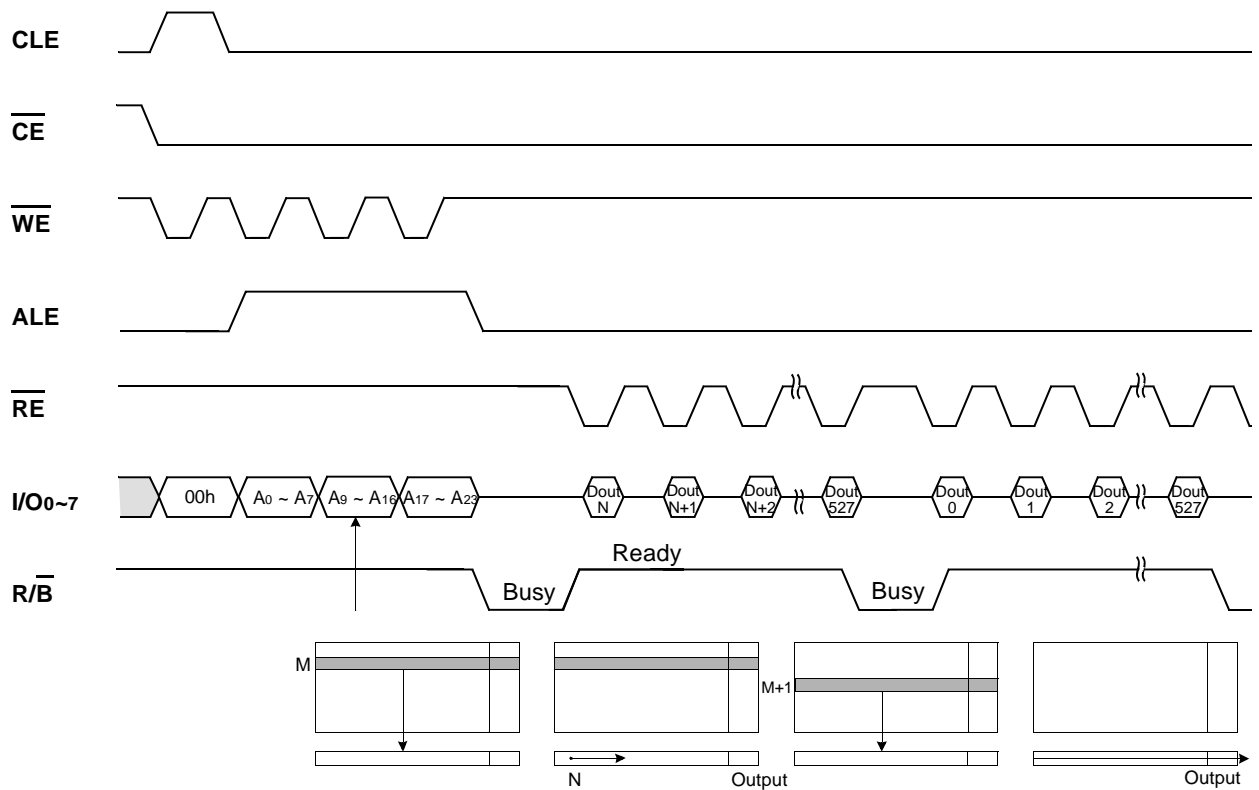 CLE
CE
WE
ALE
RE
I/O0~7 00h A0 ~ A7 A9 ~ A16 A17 ~ A23 Dout N Dout N+1 Dout N+2 Dout 527 Dout 0 Dout 1 Dout 2 Dout 527
Ready
R/B Busy Busy
M M+1
N Output Output